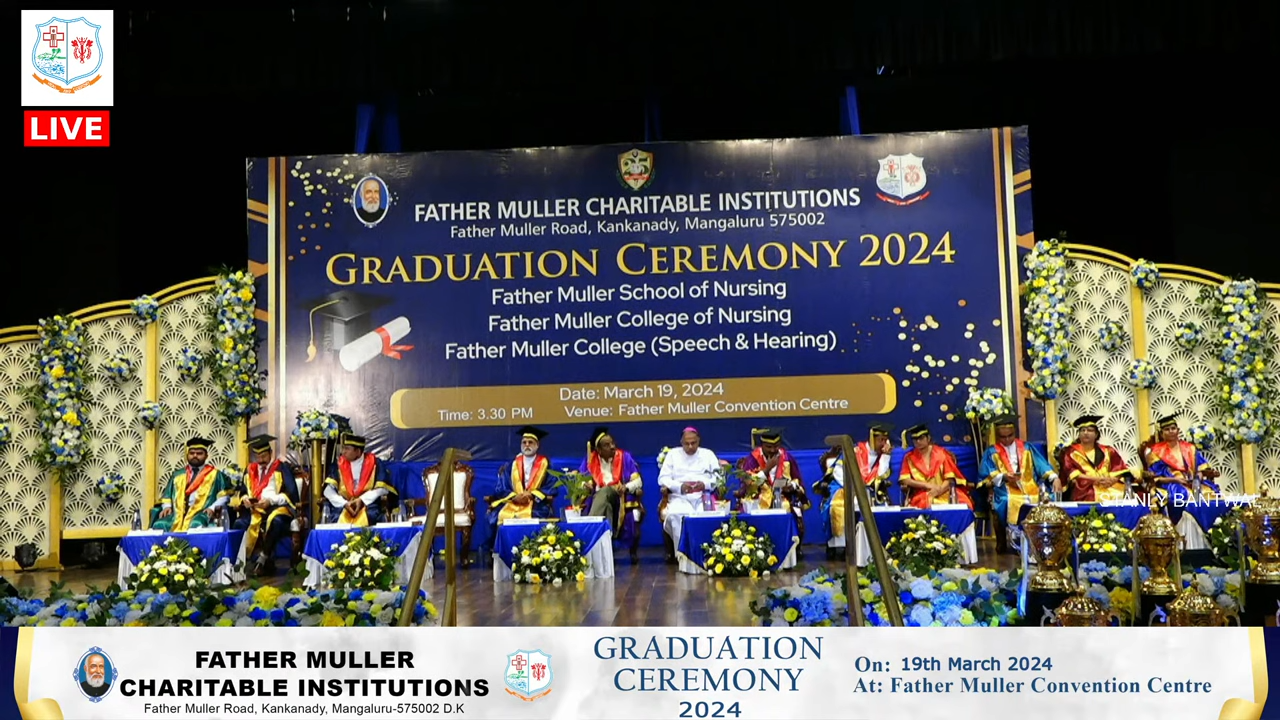 LIVE
FATHER MULLER CHARITABLE INSTITUTIONS
Father Muller Road, Kankanady, Mangaluru 575002
GRADUATION CEREMONY 2024
Father Muller School of Nursing
Father Muller College of Nursing
Father Muller College (Speech & Hearing)
Date: March 19, 2024
Time: 3.30 PM Venue: Father Muller Convention Centre
STANLY BANTWAL
FATHER MULLER
CHARITABLE INSTITUTIONS
Father Muller Road, Kankanady, Mangaluru-575002 D.K
GRADUATION
CEREMONY
2024
On: 19th March 2024
At: Father Muller Convention Centre